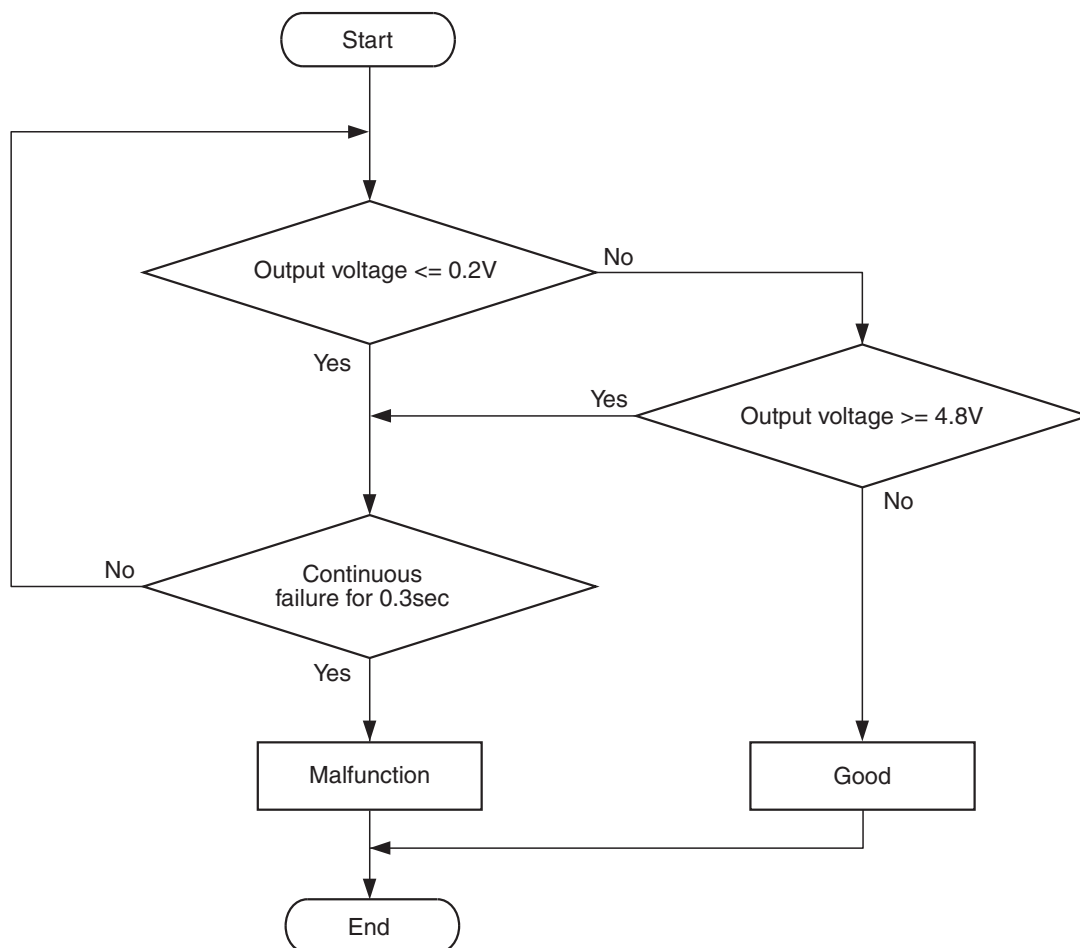 Start
Output voltage <= 0.2V
No
Yes
Yes
Output voltage >= 4.8V
No
No
Continuous
failure for 0.3sec
Yes
Malfunction
Good
End